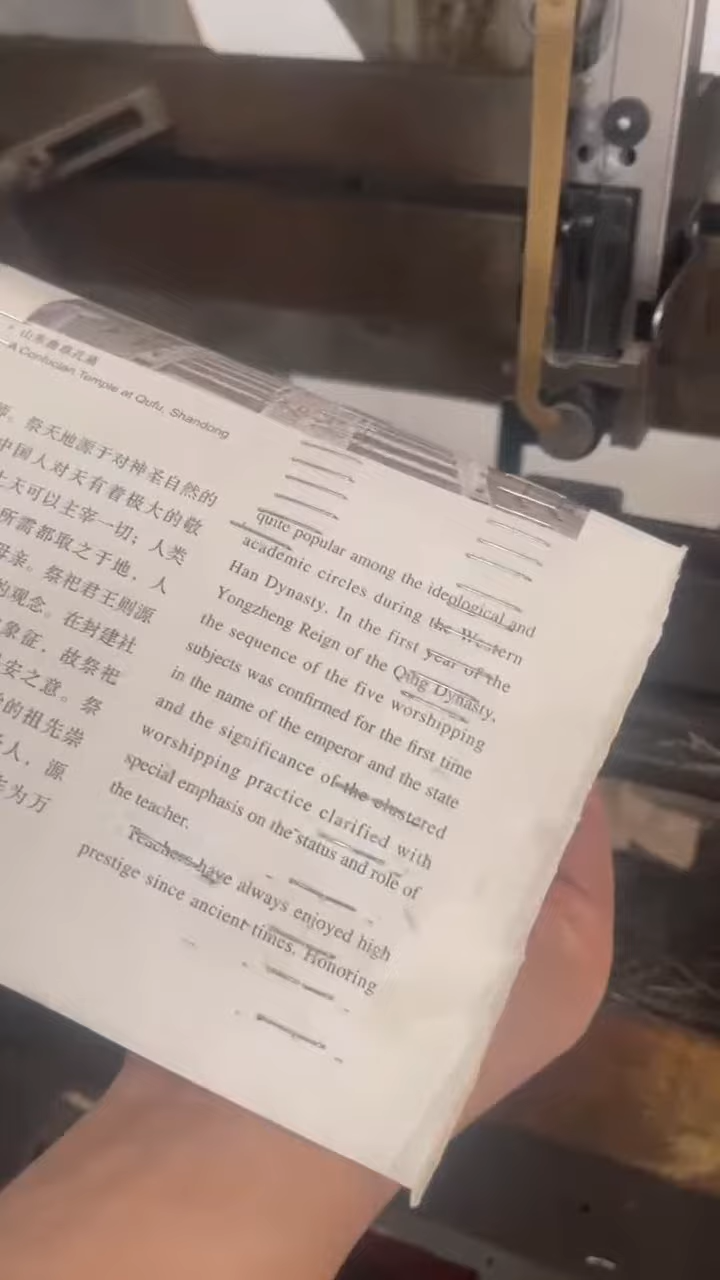 山东曲阜孔庙
A Confucian Temple at Qufu, Shandong
祭天地源于对神圣自然的
中国人对天有着极大的敬
天可以主宰一切；人类
所需都取之于地，人
母亲。祭祀君王则源
的观念。在封建社
象征，故祭祀
安之意。祭
的祖先崇
人，源
为万
quite popular among the ideological and
academic circles during the Western
Han Dynasty. In the first year of the
Yongzheng Reign of the Qing Dynasty,
the sequence of the five worshipping
subjects was confirmed for the first time
in the name of the emperor and the state
and the significance of the clustered
worshipping practice clarified with
special emphasis on the status and role of
the teacher.
Teachers have always enjoyed high
prestige since ancient times. Honoring